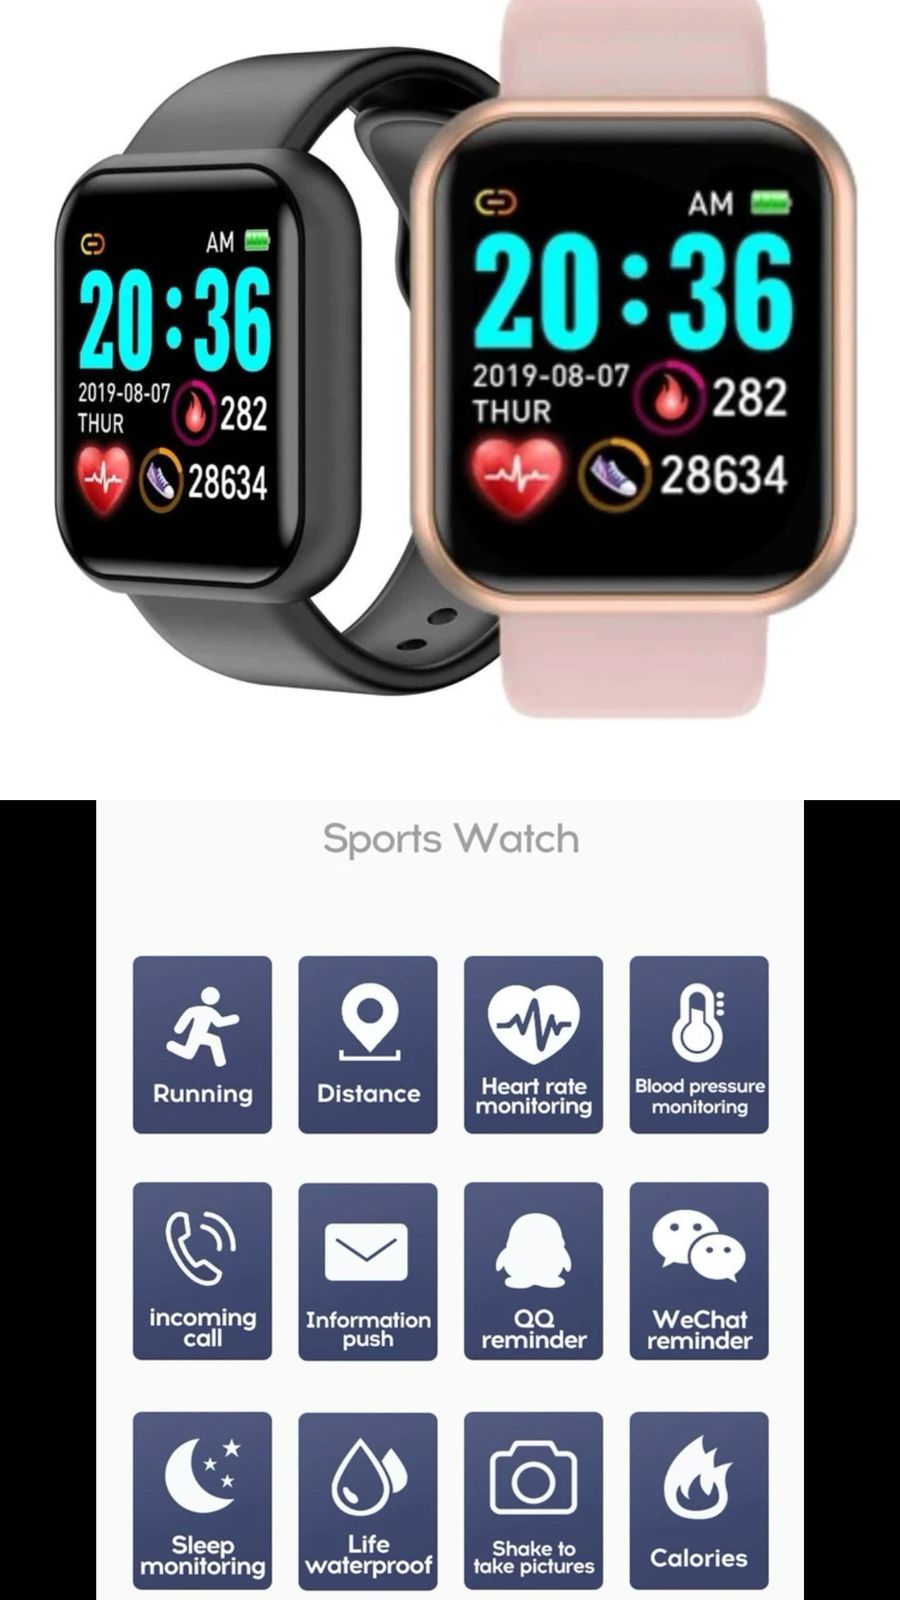 AM
20:36
2019-08-07
THUR
282
28634
AM
20:36
2019-08-07
THUR
282
28634
Sports Watch
Running
Distance
Heart rate
monitoring
Blood pressure
monitoring
incoming
call
Information
push
QQ
reminder
WeChat
reminder
Sleep
monitoring
Life
waterproof
Shake to
take pictures
Calories